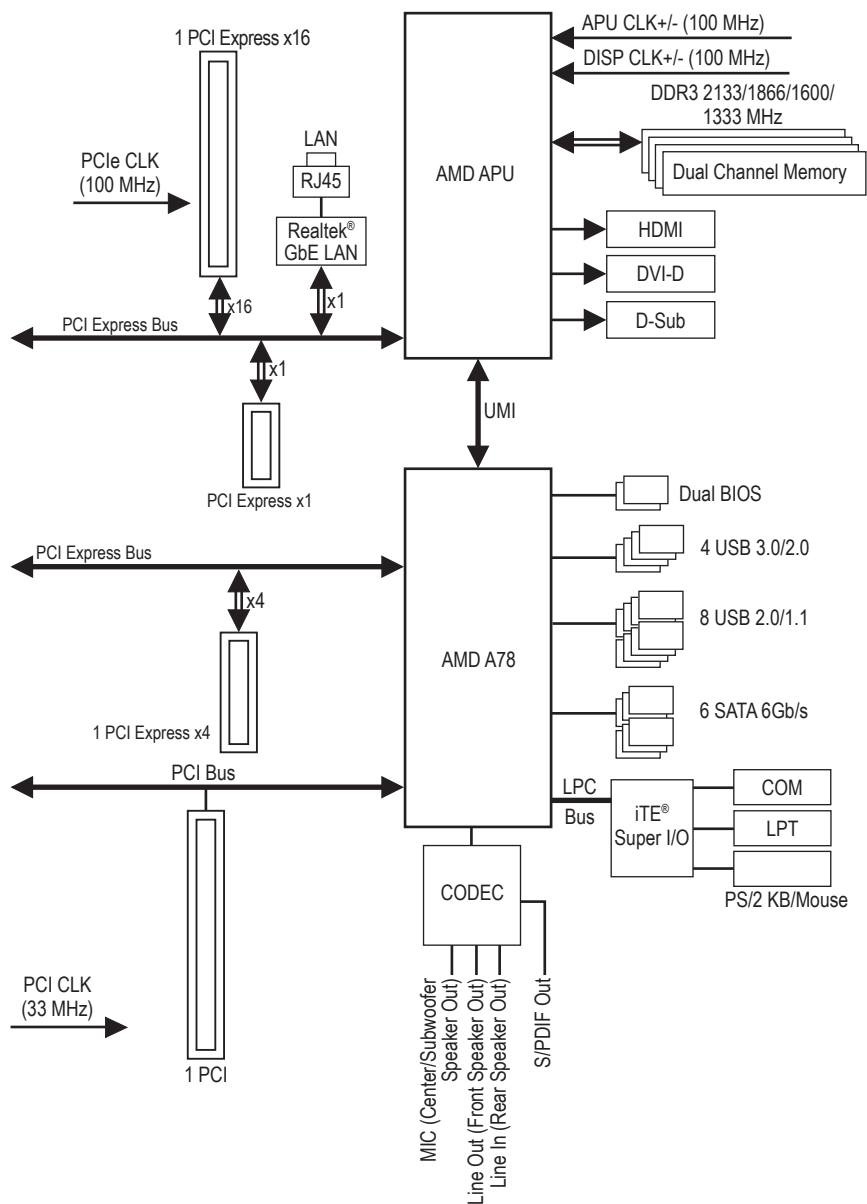 1 PCI Express x16
APU CLK+/- (100 MHz)
DISP CLK+/- (100 MHz)
DDR3 2133/1866/1600/
1333 MHz
Dual Channel Memory
PCIe CLK
(100 MHz)
LAN
RJ45
Realtek®
GbE LAN
AMD APU
HDMI
DVI-D
D-Sub
x16
x1
PCI Express Bus
x1
PCI Express x1
UMI
PCI Express Bus
x4
1 PCI Express x4
AMD A78
Dual BIOS
4 USB 3.0/2.0
8 USB 2.0/1.1
6 SATA 6Gb/s
PCI Bus
LPC
Bus
iTE®
Super I/O
COM
LPT
PS/2 KB/Mouse
CODEC
PCI CLK
(33 MHz)
1 PCI
MIC (Center/Subwoofer
Speaker Out)
Line Out (Front Speaker Out)
Line In (Rear Speaker Out)
S/PDIF Out